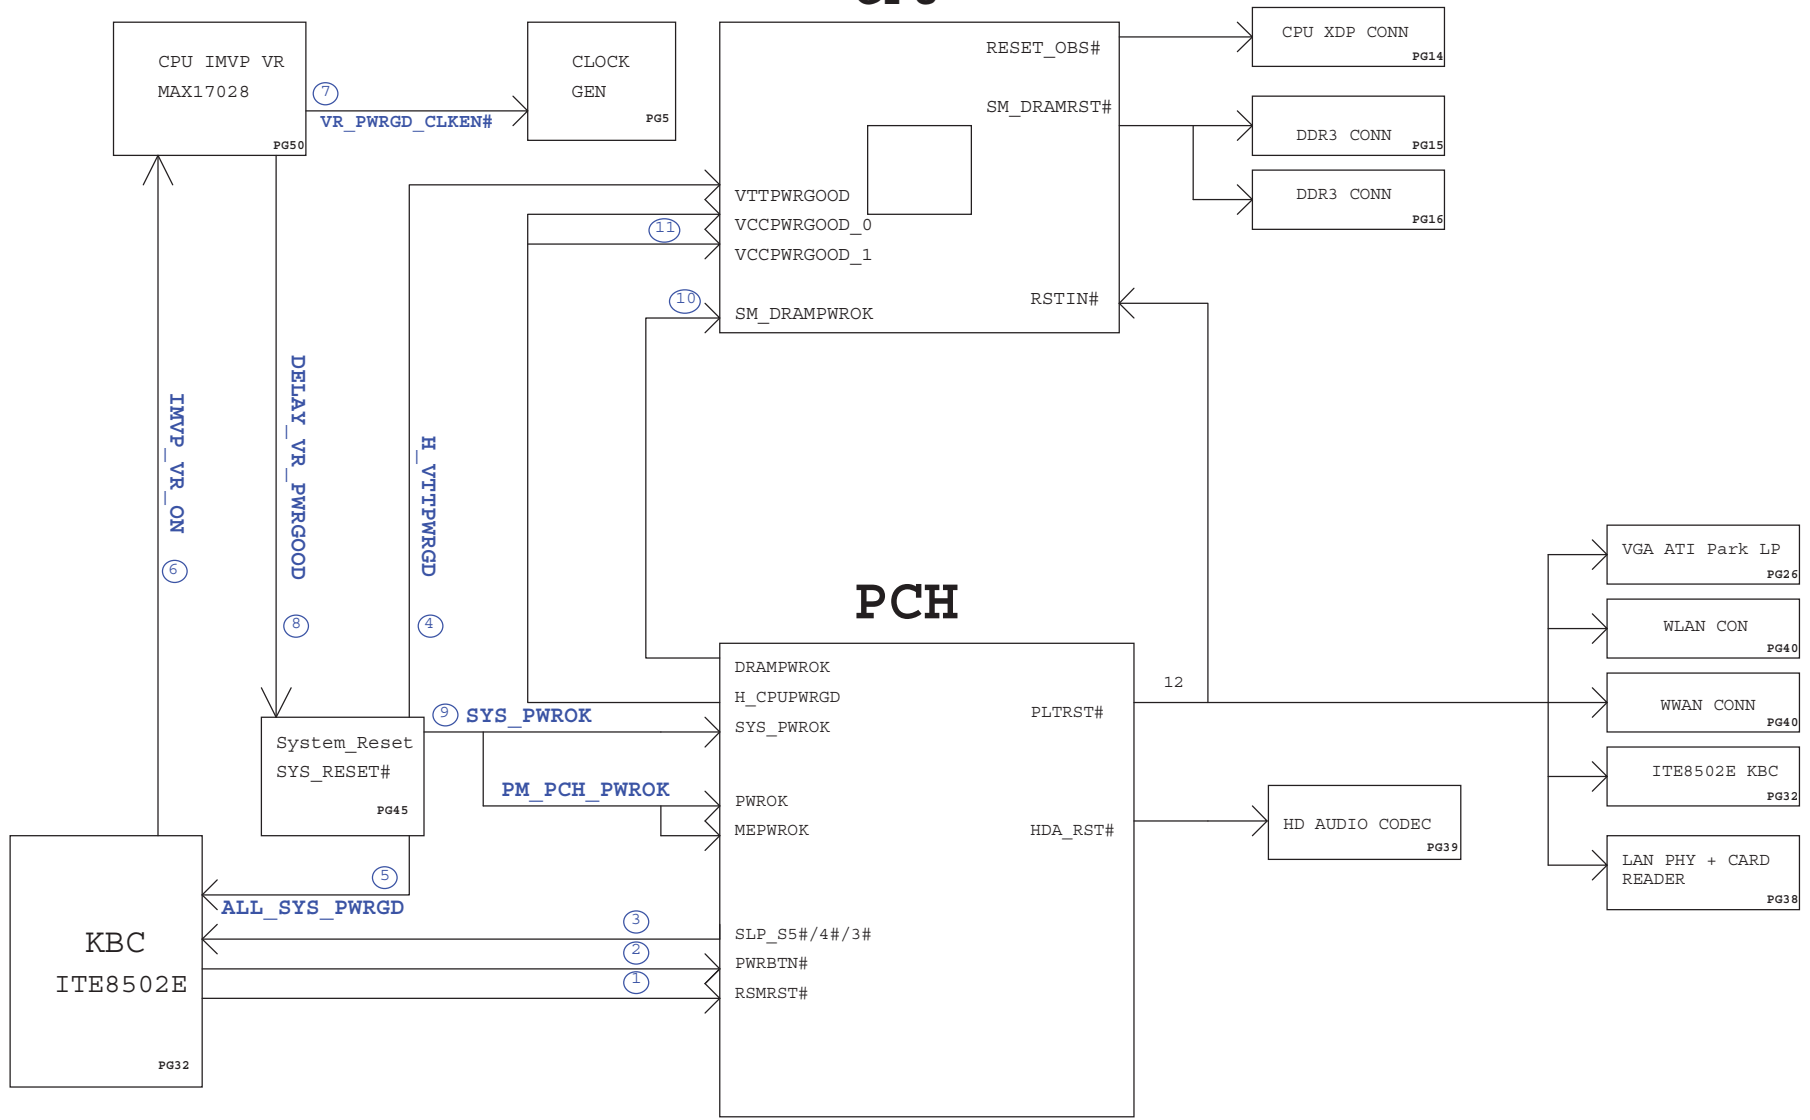 CPU IMVP VR
MAX17028
PG50
7
VR_PWRGD_CLKEN#
CLOCK
GEN
PG5
RESET_OBS#
SM_DRAMRST#
VTTPWRGOOD
VCCPWRGOOD_0
VCCPWRGOOD_1
SM_DRAMPWROK
RSTIN#
11
10
CPU XDP CONN
PG14
DDR3 CONN
PG15
DDR3 CONN
PG16
IMVP_VR_ON
6
DELAY_VR_PWRGOOD
8
H_VTTPWRGD
4
PCH
DRAMPWROK
H_CPUPWRGD
SYS_PWROK
PWROK
MEPWROK
SLP_S5#/4#/3#
PWRBTN#
RSMRST#
PLTRST#
HDA_RST#
12
9
SYS_PWROK
PM_PCH_PWROK
System_Reset
SYS_RESET#
PG45
5
ALL_SYS_PWRGD
3
2
1
KBC
ITE8502E
PG32
HD AUDIO CODEC
PG39
VGA ATI Park LP
PG26
WLAN CON
PG40
WWAN CONN
PG40
ITE8502E KBC
PG32
LAN PHY + CARD
READER
PG38